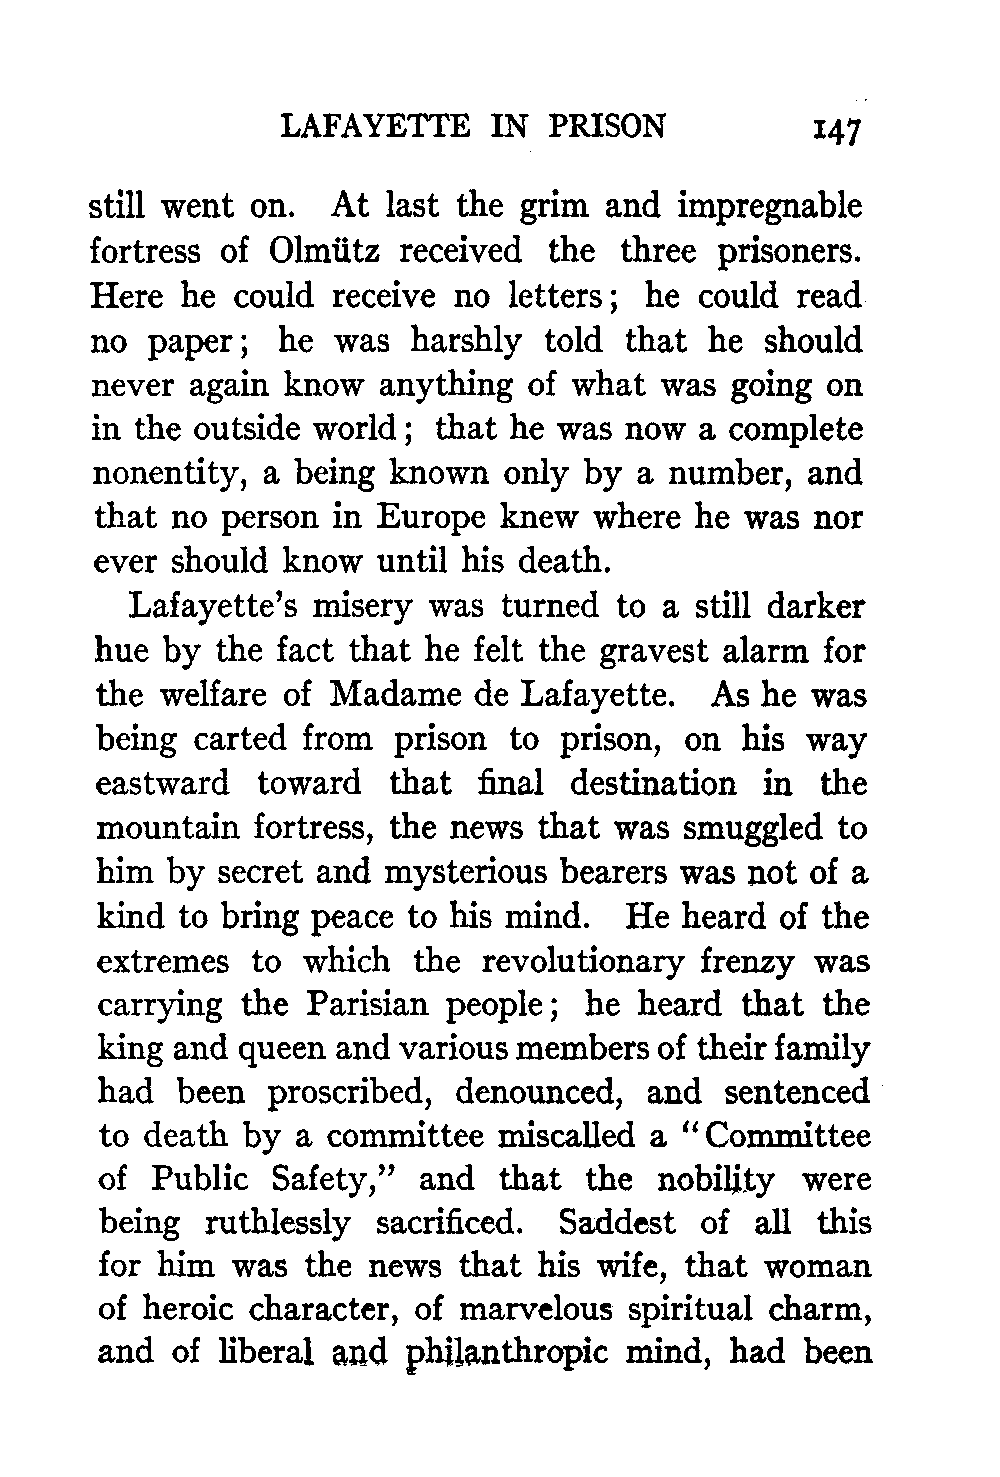 LAFAYETTE IN PRISON 147
still went on. At last the grim and impregnable
fortress of Olmütz received the three prisoners.
Here he could receive no letters; he could read
no paper; he was harshly told that he should
never again know anything of what was going on
in the outside world; that he was now a complete
nonentity, a being known only by a number, and
that no person in Europe knew where he was nor
ever should know until his death.
Lafayette's misery was turned to a still darker
hue by the fact that he felt the gravest alarm for
the welfare of Madame de Lafayette. As he was
being carted from prison to prison, on his way
eastward toward that final destination in the
mountain fortress, the news that was smuggled to
him by secret and mysterious bearers was not of a
kind to bring peace to his mind. He heard of the
extremes to which the revolutionary frenzy was
carrying the Parisian people; he heard that the
king and queen and various members of their family
had been proscribed, denounced, and sentenced
to death by a committee miscalled a "Committee
of Public Safety," and that the nobility were
being ruthlessly sacrificed. Saddest of all this
for him was the news that his wife, that woman
of heroic character, of marvelous spiritual charm,
and of liberal and philanthropic mind, had been